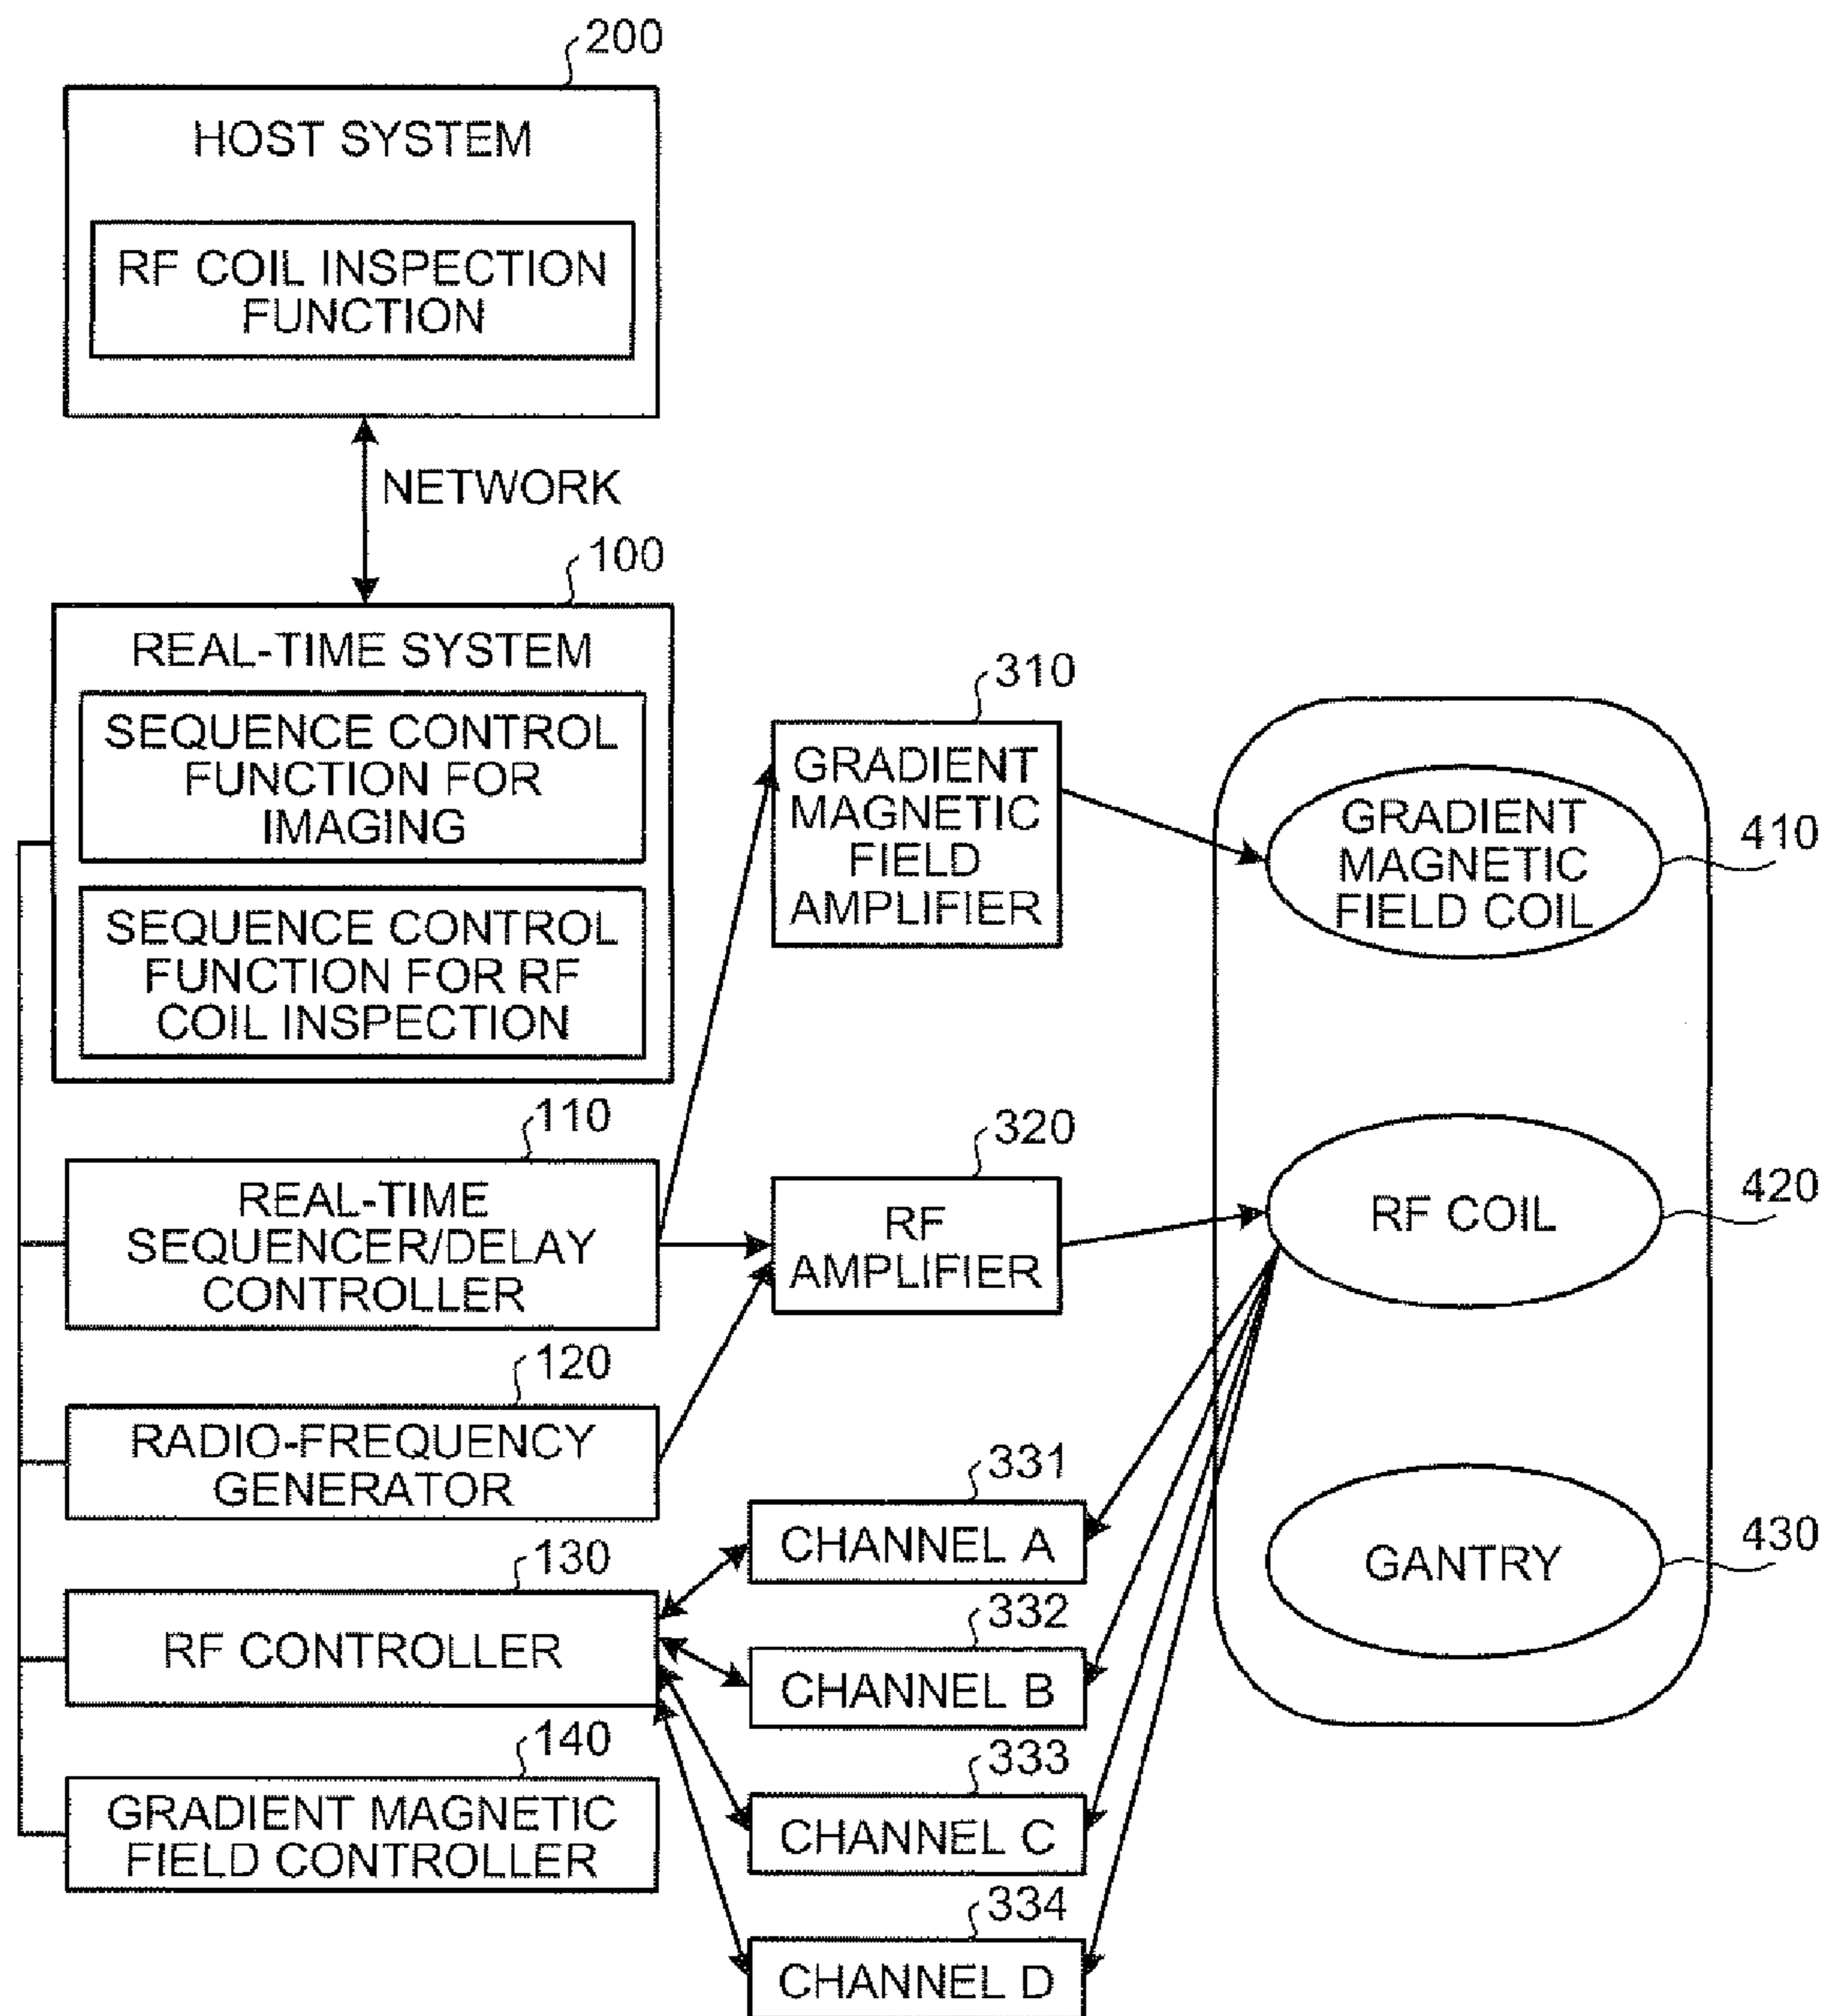 200
HOST SYSTEM
RF COIL INSPECTION
FUNCTION
NETWORK
100
REAL-TIME SYSTEM
SEQUENCE CONTROL
FUNCTION FOR
IMAGING
SEQUENCE CONTROL
FUNCTION FOR RF
COIL INSPECTION
110
REAL-TIME
SEQUENCER/DELAY
CONTROLLER
120
RADIO-FREQUENCY
GENERATOR
130
RF CONTROLLER
140
GRADIENT MAGNETIC
FIELD CONTROLLER
310
GRADIENT
MAGNETIC
FIELD
AMPLIFIER
320
RF
AMPLIFIER
331
CHANNEL A
332
CHANNEL B
333
CHANNEL C
334
CHANNEL D
GRADIENT
MAGNETIC
FIELD COIL
410
RF COIL
420
GANTRY
430